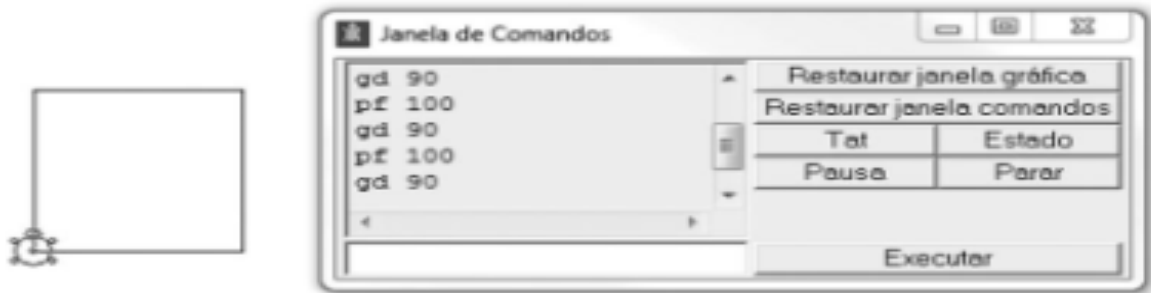 Janela de Comandos
gd 90
pf 100
gd 90
pf 100
gd 90
Restaurar janela gráfica
Restaurar janela comandos
Tat Estado
Pausa Parar
Executar